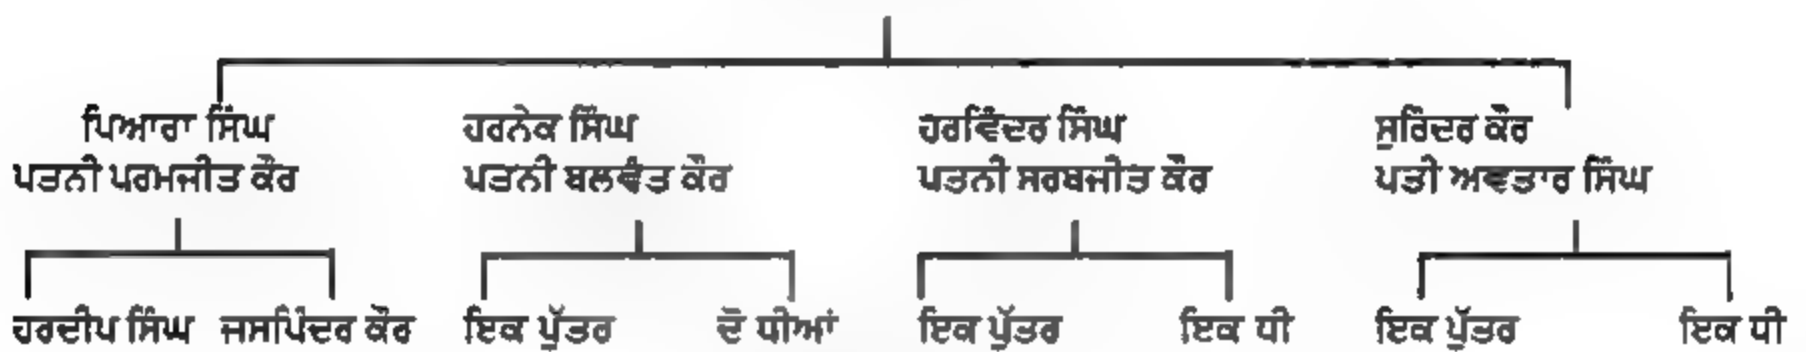 ਪਿਆਰਾ ਸਿੰਘ ਹਰਨੇਕ ਸਿੰਘ ਹਰਵਿੰਦਰ ਸਿੰਘ ਸੁਰਿੰਦਰ ਕੌਰ
ਪਤਨੀ ਪਰਮਜੀਤ ਕੌਰ ਪਤਨੀ ਬਲਵੰਤ ਕੌਰ ਪਤਨੀ ਸਰਬਜੀਤ ਕੌਰ ਪਤੀ ਅਵਤਾਰ ਸਿੰਘ
ਹਰਦੀਪ ਸਿੰਘ ਜਸਪਿੰਦਰ ਕੌਰ ਇਕ ਪੁੱਤਰ ਦੋ ਧੀਆਂ ਇਕ ਪੁੱਤਰ ਇਕ ਧੀ ਇਕ ਪੁੱਤਰ ਇਕ ਧੀ